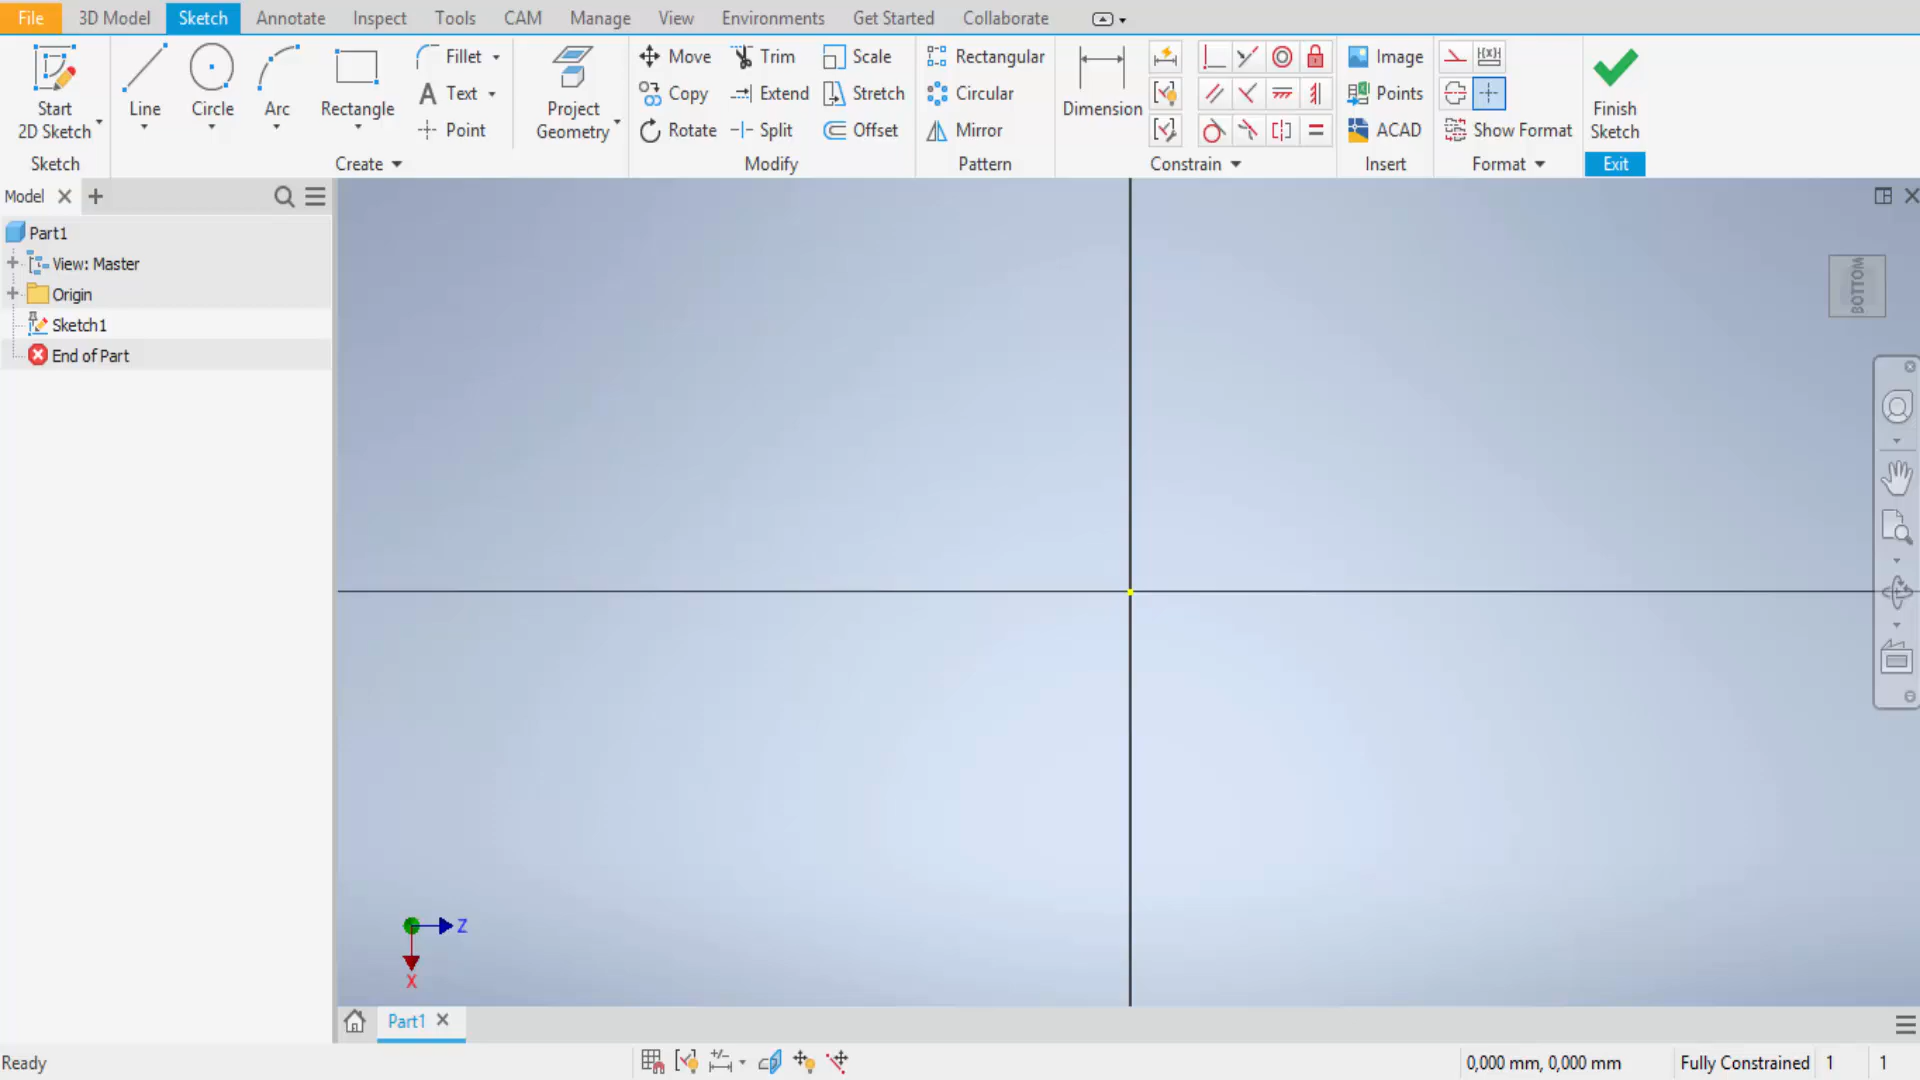 File 3D Model Sketch Annotate Inspect Tools CAM Manage View Environments Get Started Collaborate
Start
2D Sketch
Sketch
Line
Circle
Arc
Rectangle
Fillet
Text
Point
Create
Project
Geometry
Move Trim Scale
Copy Extend Stretch
Rotate Split Offset
Modify
Rectangular
Circular
Mirror
Pattern
Dimension
Constrain
Image
Points
ACAD
Insert
Show Format
Format
Finish
Sketch
Exit
Model
Part1
View: Master
Origin
Sketch1
End of Part
BOTTOM
Z
X
Part1
Ready
0,000 mm, 0,000 mm Fully Constrained 1 1